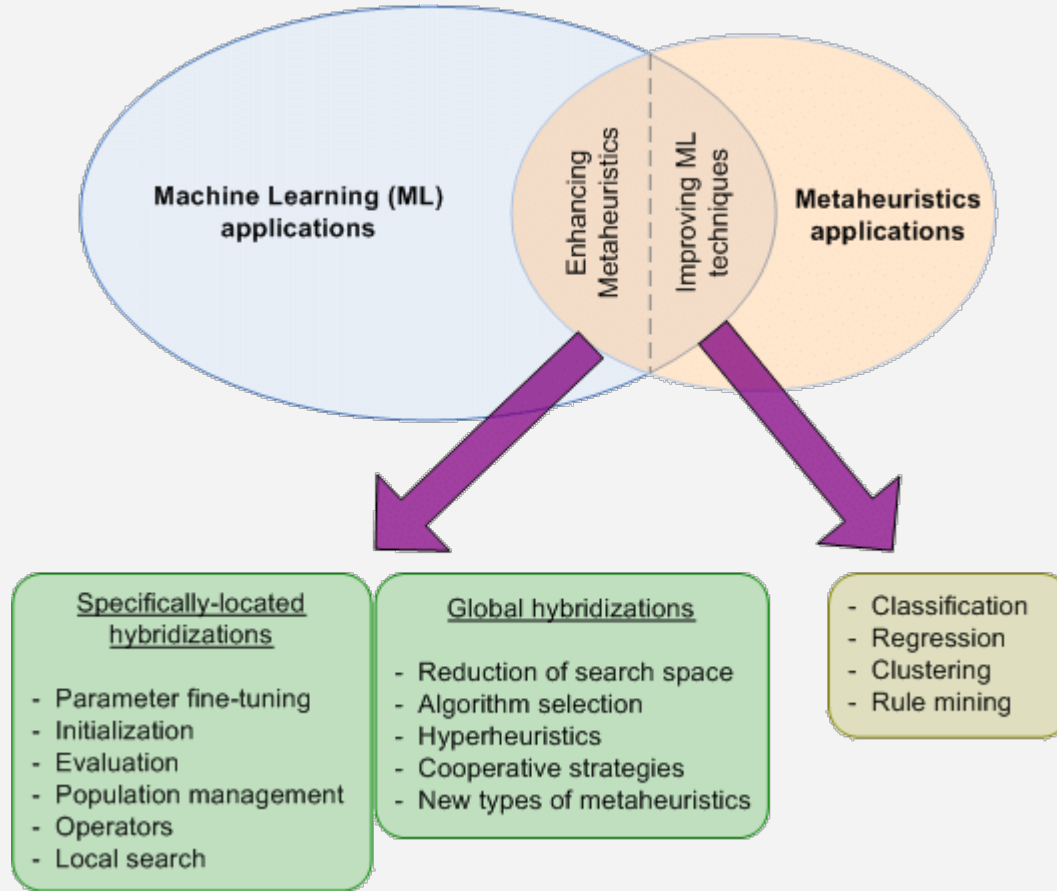 Machine Learning (ML)
applications
Enhancing
Metaheuristics
Improving ML
techniques
Metaheuristics
applications
Specifically-located
hybridizations
- Parameter fine-tuning
- Initialization
- Evaluation
- Population management
- Operators
- Local search
Global hybridizations
- Reduction of search space
- Algorithm selection
- Hyperheuristics
- Cooperative strategies
- New types of metaheuristics
- Classification
- Regression
- Clustering
- Rule mining